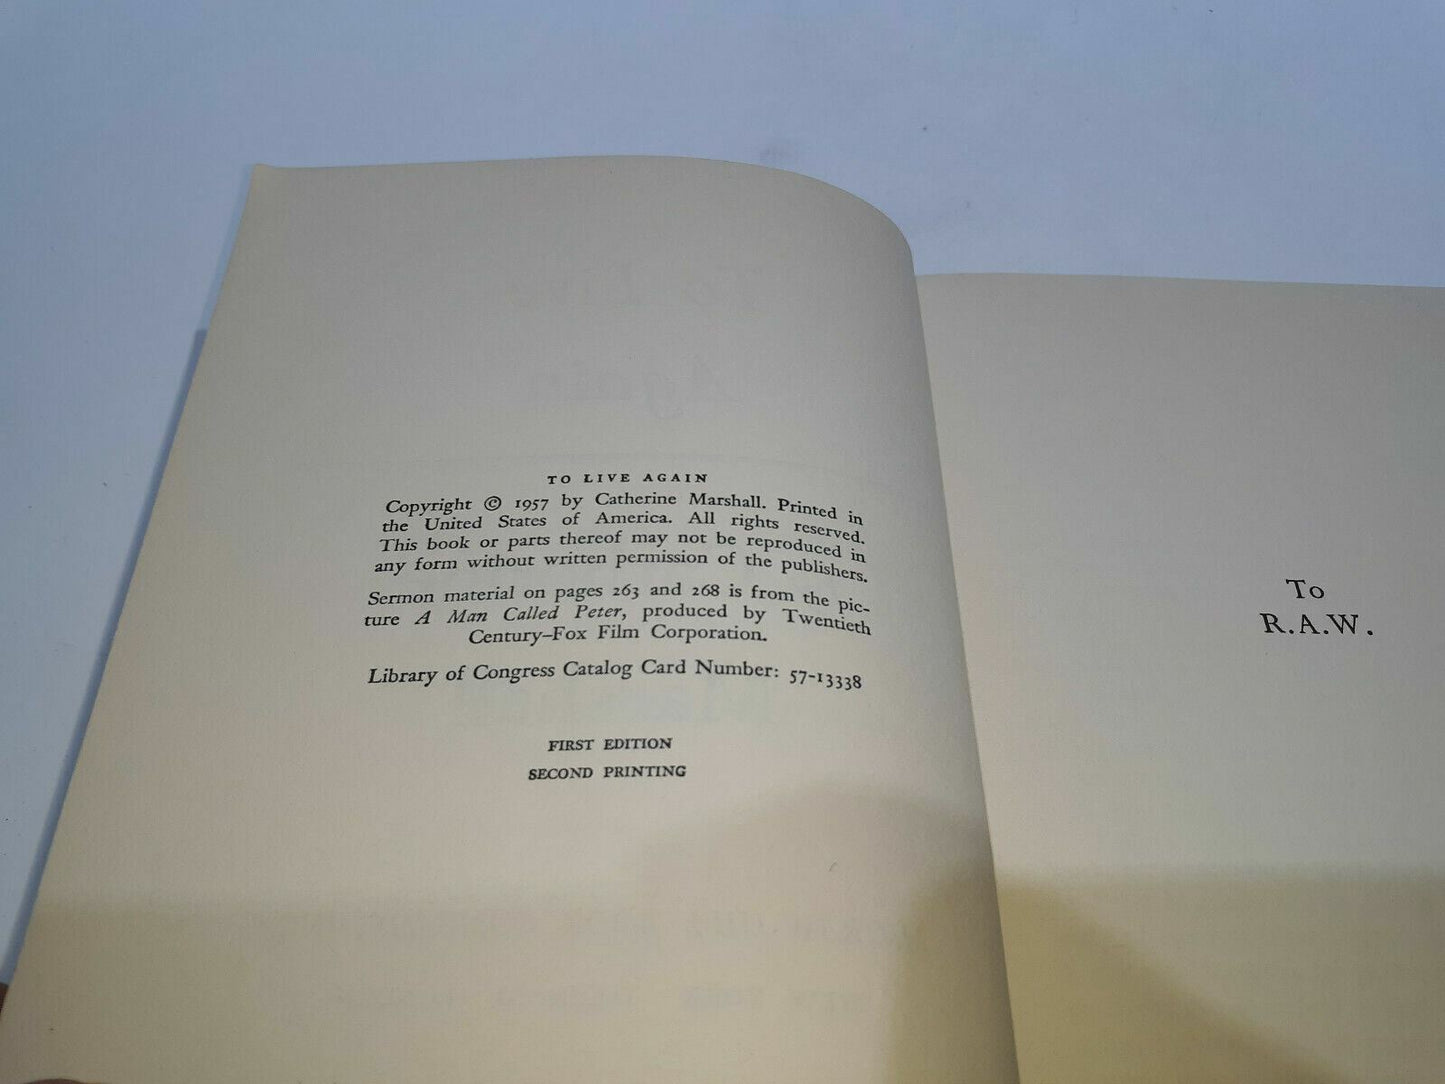 TO LIVE AGAIN
Copyright © 1957 by Catherine Marshall. Printed in
the United States of America. All rights reserved.
This book or parts thereof may not be reproduced in
any form without written permission of the publishers.
Sermon material on pages 263 and 268 is from the pic-
ture A Man Called Peter, produced by Twentieth
Century–Fox Film Corporation.
Library of Congress Catalog Card Number: 57-13338
FIRST EDITION
SECOND PRINTING
To
R.A.W.